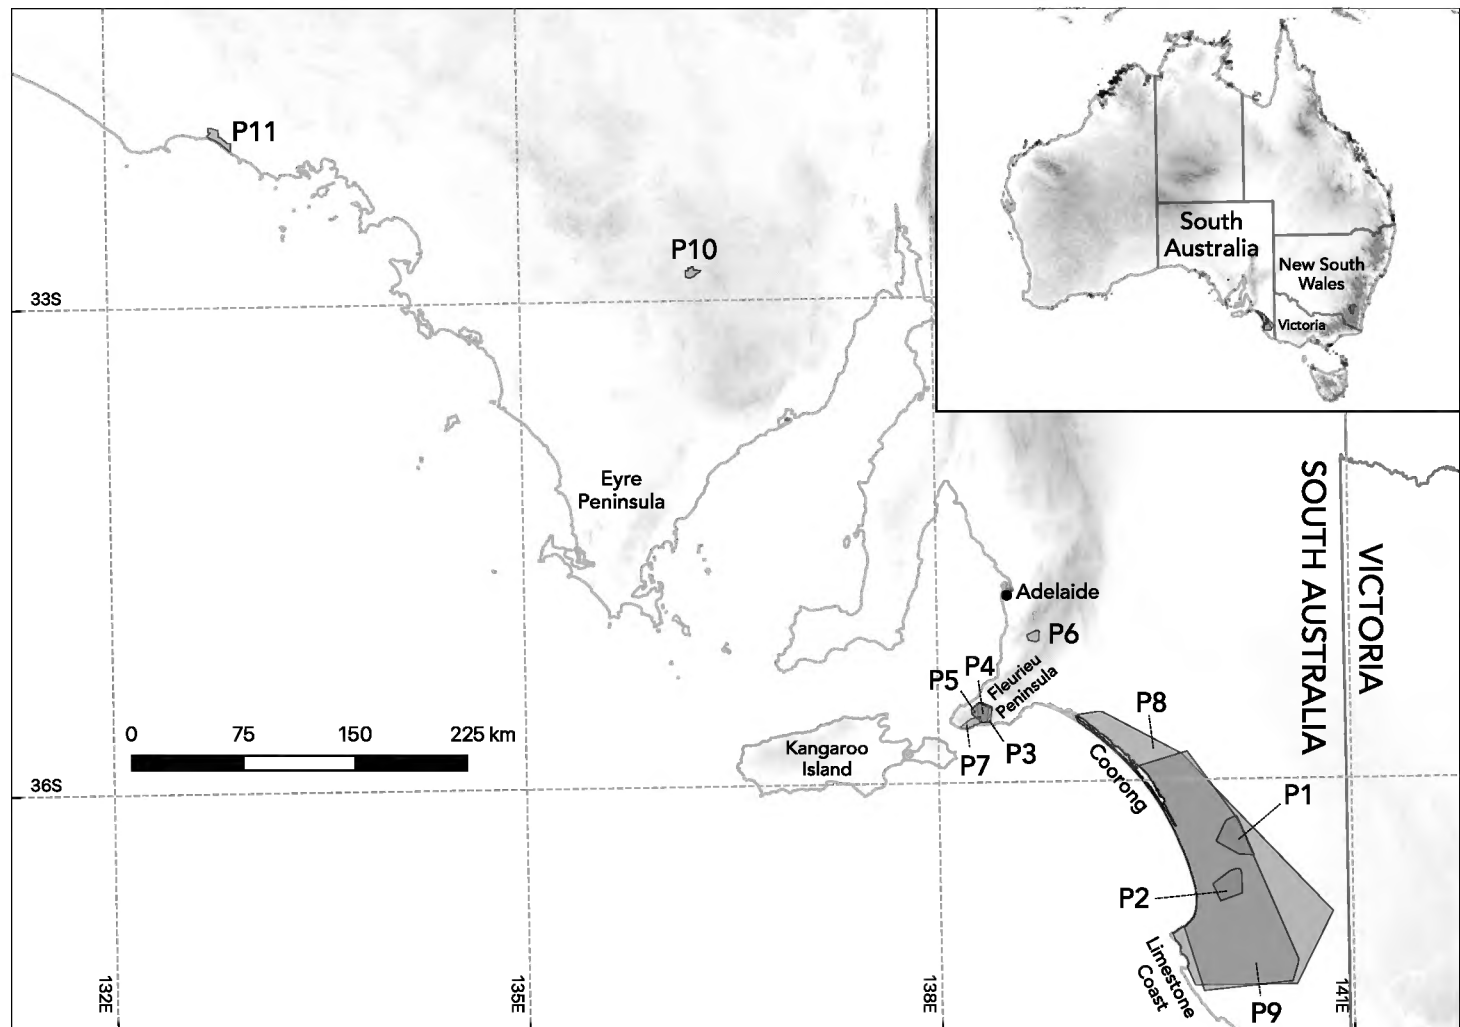 P11
P10
South
Australia
New South
Wales
Victoria
33S
Eyre
Peninsula
SOUTH AUSTRALIA
VICTORIA
Adelaide
P6
P4
P5
Fleurieu
Peninsula
P8
0 75 150 225 km
Kangaroo
Island
P7
P3
Coorong
36S
P1
P2
Limestone
Coast
P9
132E
135E
138E
141E